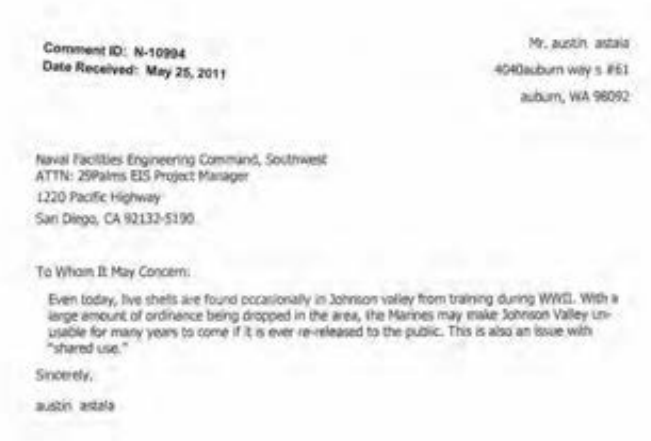 Comment ID: N-10994
Date Received: May 25, 2011
Mr. austin astala
4040auburn way s #61
auburn, WA 98092
Naval Facilities Engineering Command, Southwest
ATTN: 29Palms EIS Project Manager
1220 Pacific Highway
San Diego, CA 92132-5190
To Whom It May Concern:
Even today, live shells are found occasionally in Johnson valley from training during WWII. With a
large amount of ordinance being dropped in the area, the Marines may make Johnson Valley un-
usable for many years to come if it is ever re-released to the public. This is also an issue with
"shared use."
Sincerely,
austin astala